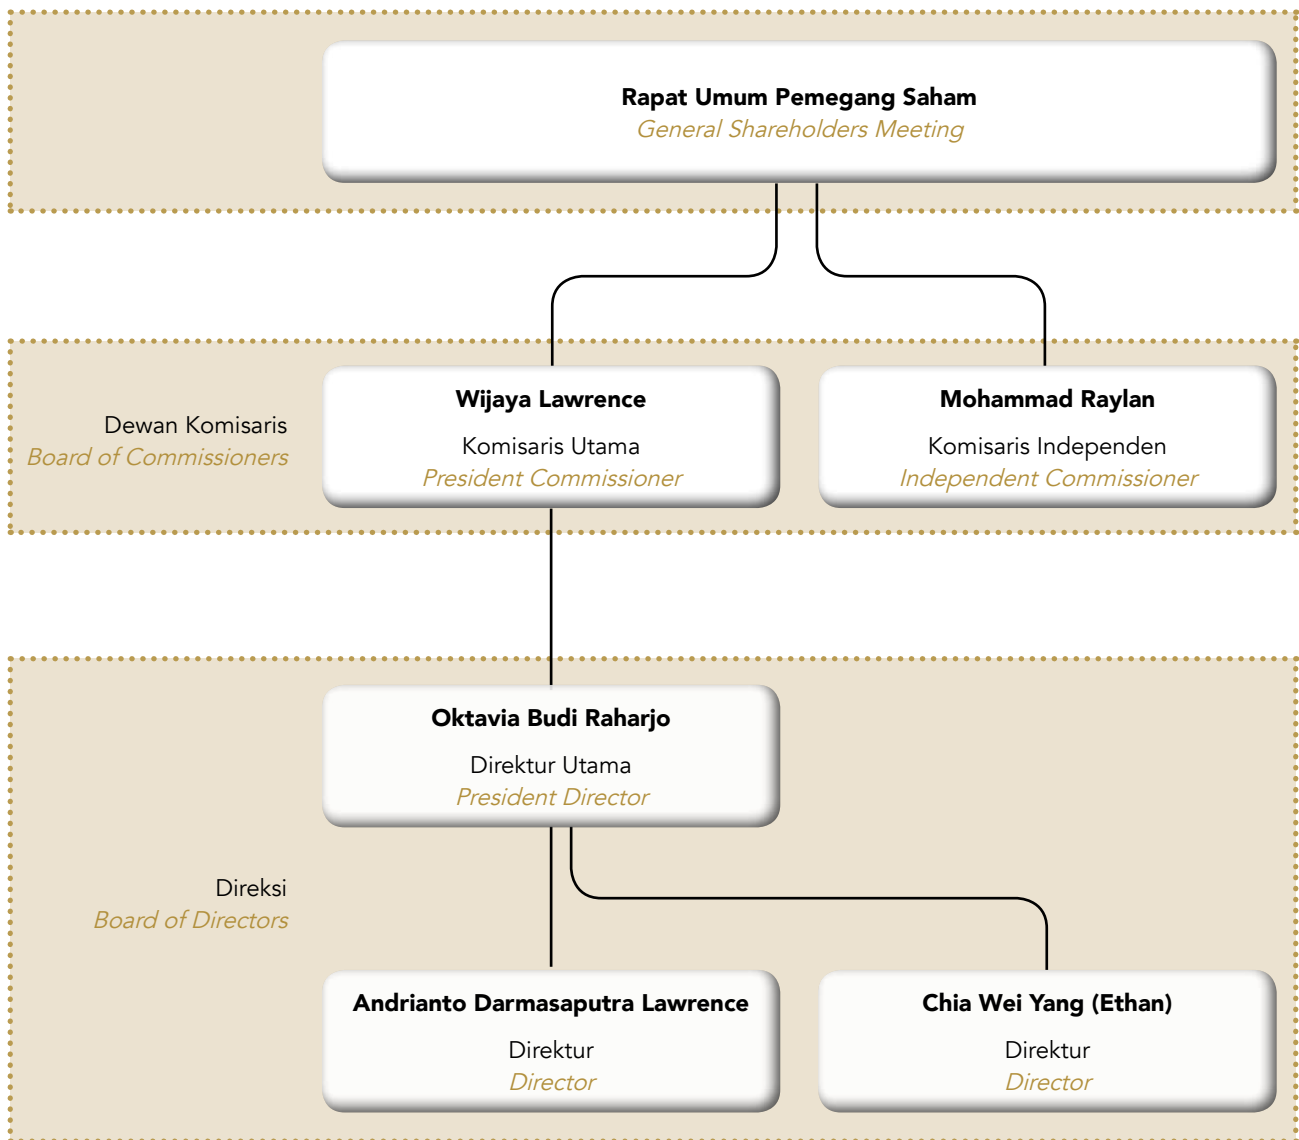 Rapat Umum Pemegang Saham
General Shareholders Meeting
Dewan Komisaris
Board of Commissioners
Wijaya Lawrence
Komisaris Utama
President Commissioner
Mohammad Raylan
Komisaris Independen
Independent Commissioner
Direksi
Board of Directors
Oktavia Budi Raharjo
Direktur Utama
President Director
Andrianto Darmasaputra Lawrence
Direktur
Director
Chia Wei Yang (Ethan)
Direktur
Director